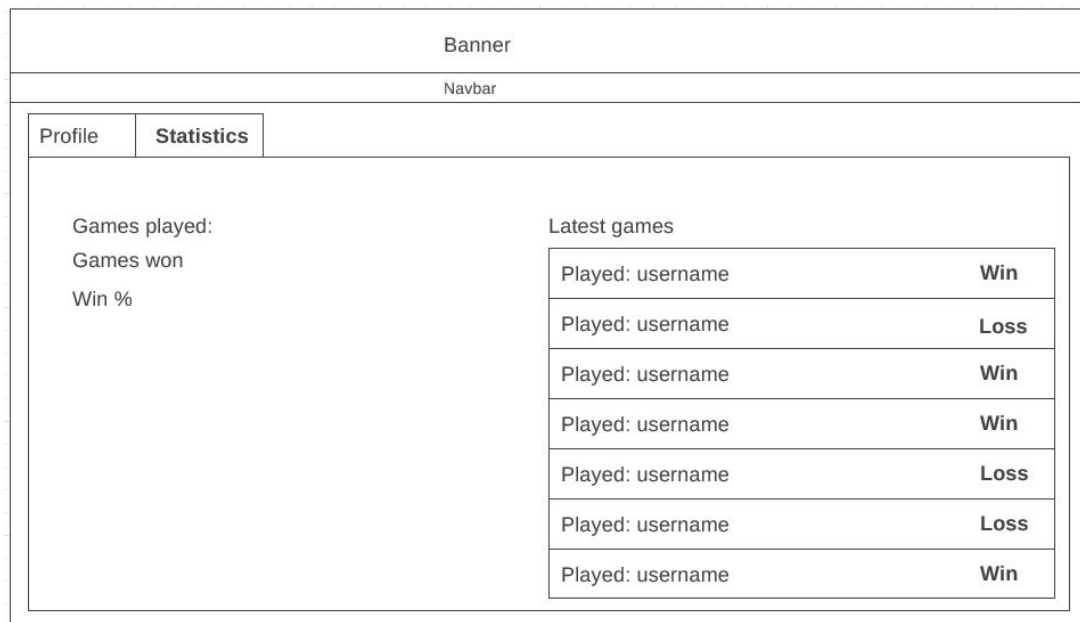 Banner
Navbar
Profile
Statistics
Games played:
Games won
Win %
Latest games
Played: username Win
Played: username Loss
Played: username Win
Played: username Win
Played: username Loss
Played: username Loss
Played: username Win